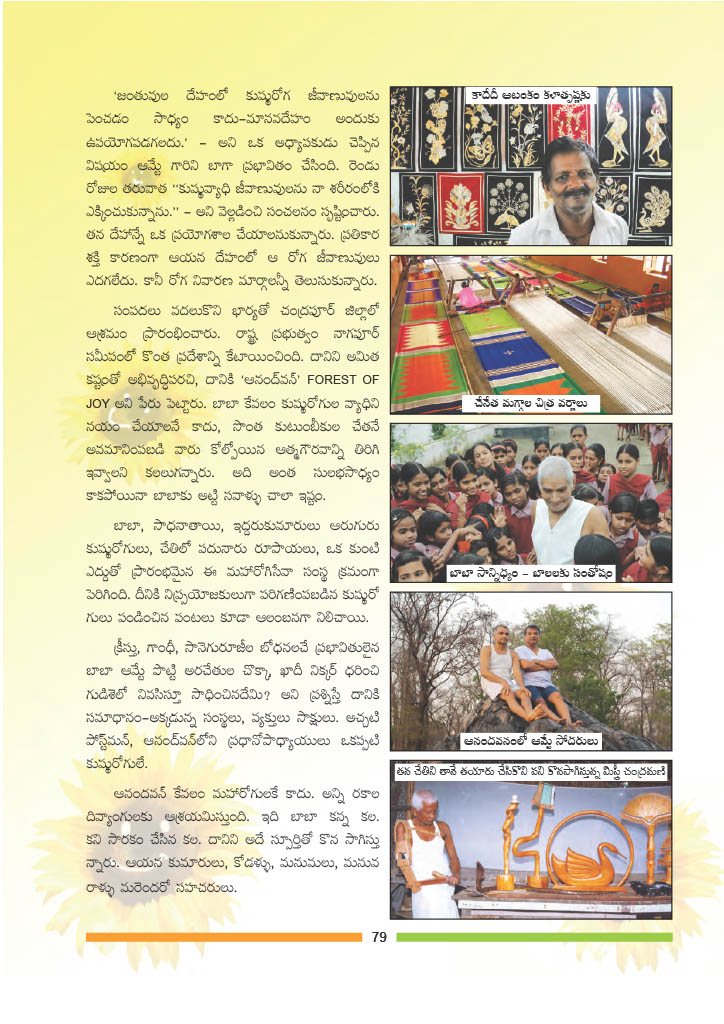 'జంతువుల దేహంలో కుష్ఠురోగ జీవాణువులను
పెంచడం సాధ్యం కాదు-మానవదేహం అందుకు
ఉపయోగపడగలదు.' - అని ఒక అధ్యాపకుడు చెప్పిన
విషయం ఆమ్టే గారిని బాగా ప్రభావితం చేసింది. రెండు
రోజుల తరువాత "కుష్ఠువ్యాధి జీవాణువులను నా శరీరంలోకి
ఎక్కించుకున్నాను." - అని వెల్లడించి సంచలనం సృష్టించారు.
తన దేహాన్నే ఒక ప్రయోగశాల చేయాలనుకున్నారు. ప్రతికార
శక్తి కారణంగా ఆయన దేహంలో ఆ రోగ జీవాణువులు
ఎదగలేదు. కానీ రోగ నివారణ మార్గాలన్నీ తెలుసుకున్నారు.
సంపదలు వదలుకొని భార్యతో చంద్రపూర్ జిల్లాలో
ఆశ్రమం ప్రారంభించారు. రాష్ట్ర ప్రభుత్వం నాగపూర్
సమీపంలో కొంత ప్రదేశాన్ని కేటాయించింది. దానిని అమిత
కష్టంతో అభివృద్ధిపరచి, దానికి 'ఆనంద్‌వన్' FOREST OF
JOY అని పేరు పెట్టారు. బాబా కేవలం కుష్ఠురోగుల వ్యాధిని
నయం చేయాలనే కాదు, సొంత కుటుంబీకుల చేతనే
అవమానింపబడి వారు కోల్పోయిన ఆత్మగౌరవాన్ని తిరిగి
ఇవ్వాలని కలలుగన్నారు. అది అంత సులభసాధ్యం
కాకపోయినా బాబాకు అట్టి సవాళ్ళు చాలా ఇష్టం.
బాబా, సాధనాతాయి, ఇద్దరుకుమారులు ఆరుగురు
కుష్ఠురోగులు, చేతిలో పదునారు రూపాయలు, ఒక కుంటి
ఎద్దుతో ప్రారంభమైన ఈ మహారోగిసేవా సంస్థ క్రమంగా
పెరిగింది. దీనికి నిష్ప్రయోజకులుగా పరిగణింపబడిన కుష్ఠురో
గులు పండించిన పంటలు కూడా ఆలంబనగా నిలిచాయి.
క్రీస్తు, గాంధీ, సానెగురూజీల బోధనలచే ప్రభావితులైన
బాబా ఆమ్టే పొట్టి అరచేతుల చొక్కా, ఖాదీ నిక్కర్ ధరించి
గుడిశెలో నివసిస్తూ సాధించినదేమి? అని ప్రశ్నిస్తే దానికి
సమాధానం-అక్కడున్న సంస్థలు, వ్యక్తులు సాక్షులు. అచ్చటి
పోస్ట్‌మన్, ఆనంద్‌వన్‌లోని ప్రధానోపాధ్యాయులు ఒకప్పటి
కుష్ఠురోగులే.
ఆనందవన్ కేవలం మహారోగులకే కాదు. అన్ని రకాల
దివ్యాంగులకు ఆశ్రయమిస్తుంది. ఇది బాబా కన్న కల.
కని సాకారం చేసిన కల. దానిని అదే స్ఫూర్తితో కొన సాగిస్తు
న్నారు. ఆయన కుమారులు, కోడళ్ళు, మనుమలు, మనువ
రాళ్ళు మరెందరో సహచరులు.
కాదేదీ ఆటంకం కళాతృష్ణకు
చేనేత మగ్గాల చిత్ర వర్ణాలు
బాబా సాన్నిధ్యం - బాలలకు సంతోషం
ఆనందవనంలో ఆమ్టే సోదరులు
తన చేతిని తానే తయారు చేసికొని పని కొనసాగిస్తున్న మిస్త్రీ చంద్రమణి
79